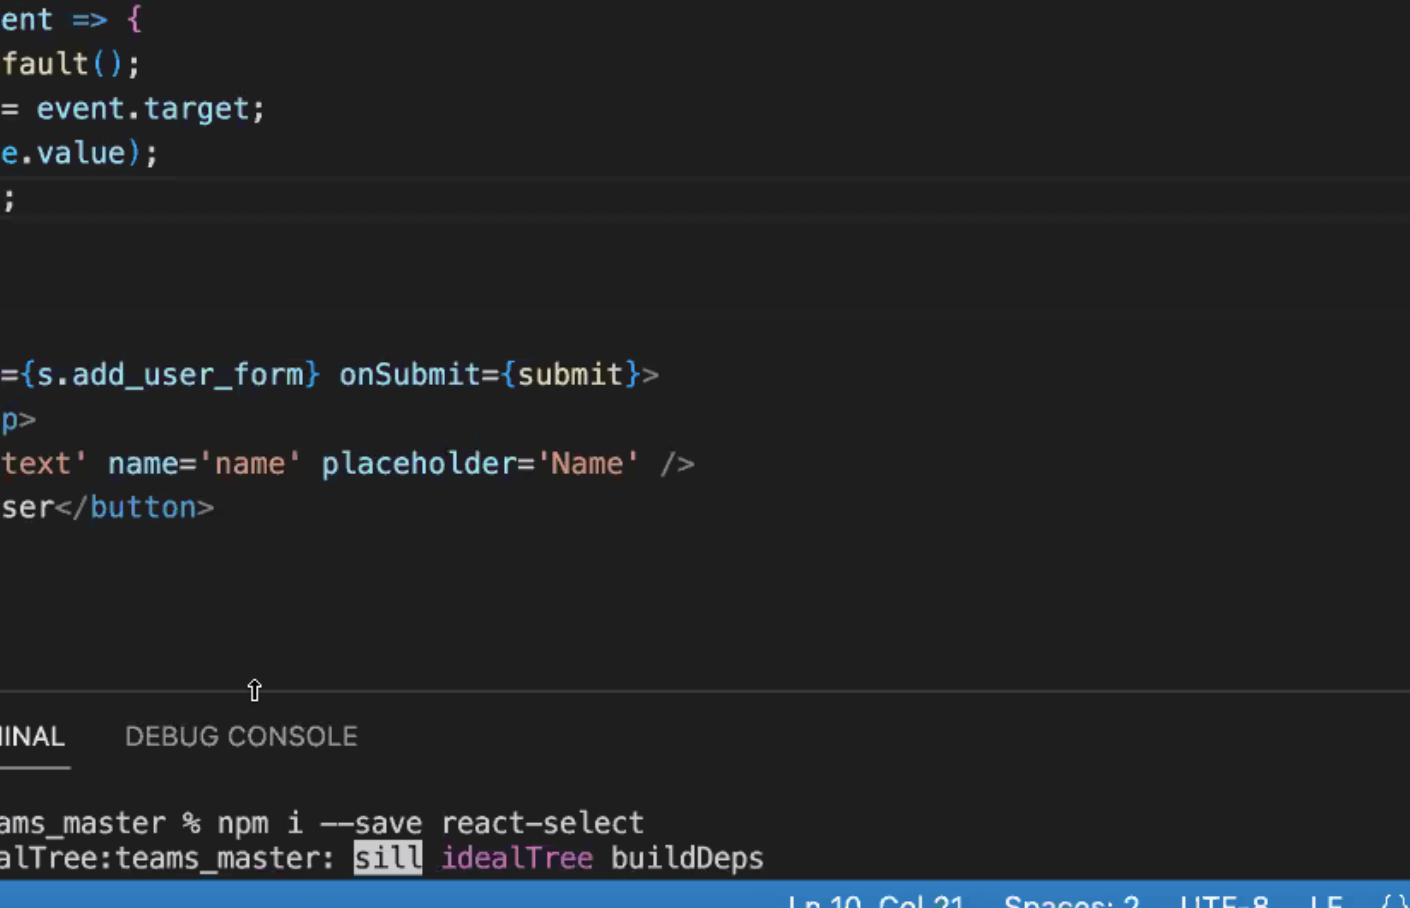 ent => {
fault();
= event.target;
e.value);
;
={s.add_user_form} onSubmit={submit}>
p>
text' name='name' placeholder='Name' />
ser</button>
INAL DEBUG CONSOLE
ams_master % npm i --save react-select
alTree:teams_master: sill idealTree buildDeps
Ln 10, Col 21 Spaces: 2 UTF-8 LF {}